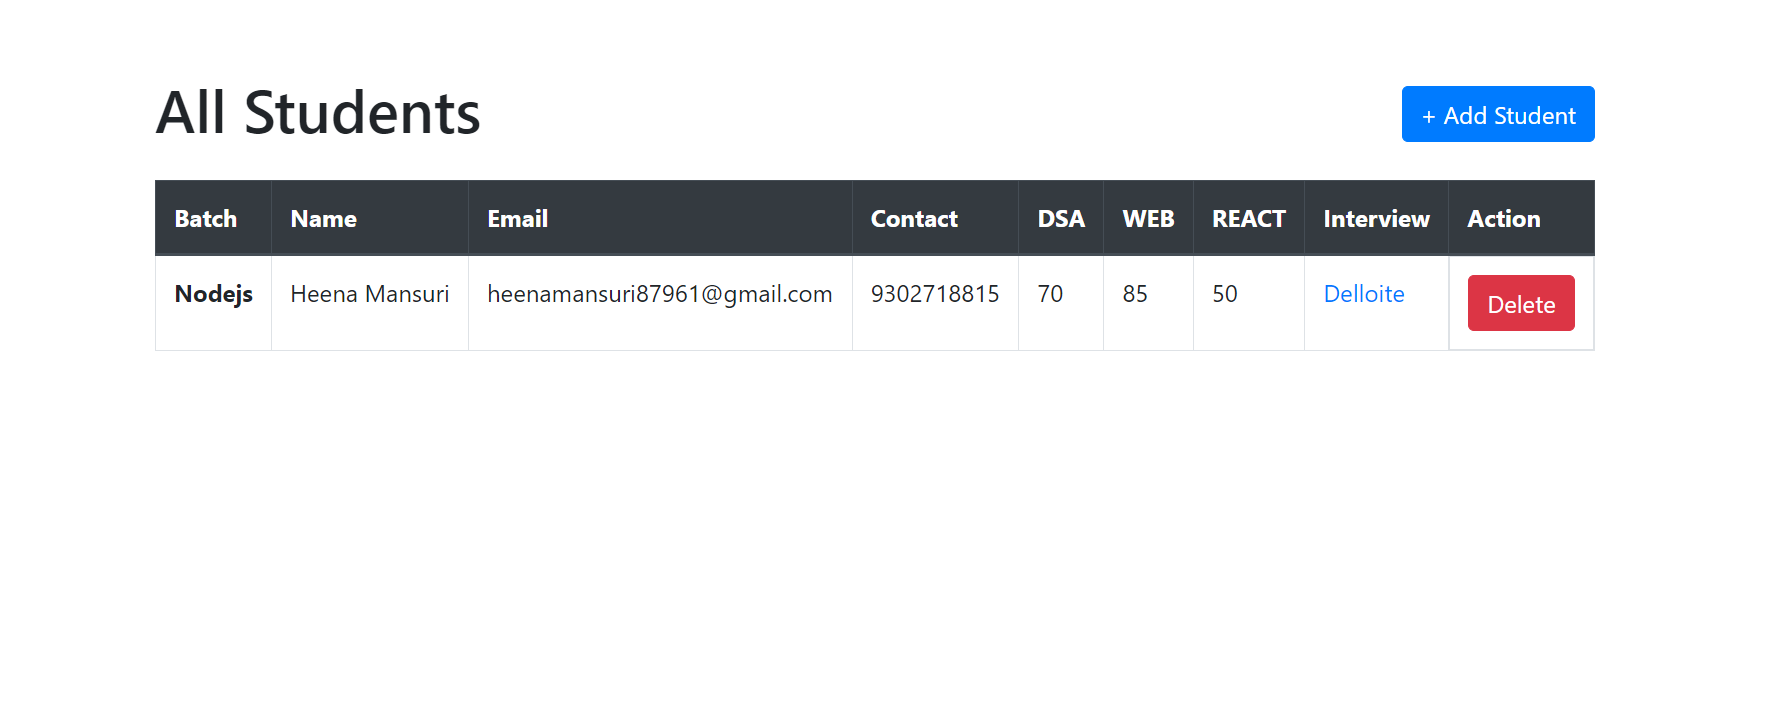 All Students
+ Add Student
Batch Name Email Contact DSA WEB REACT Interview Action
Nodejs Heena Mansuri heenamansuri87961@gmail.com 9302718815 70 85 50 Delloite Delete